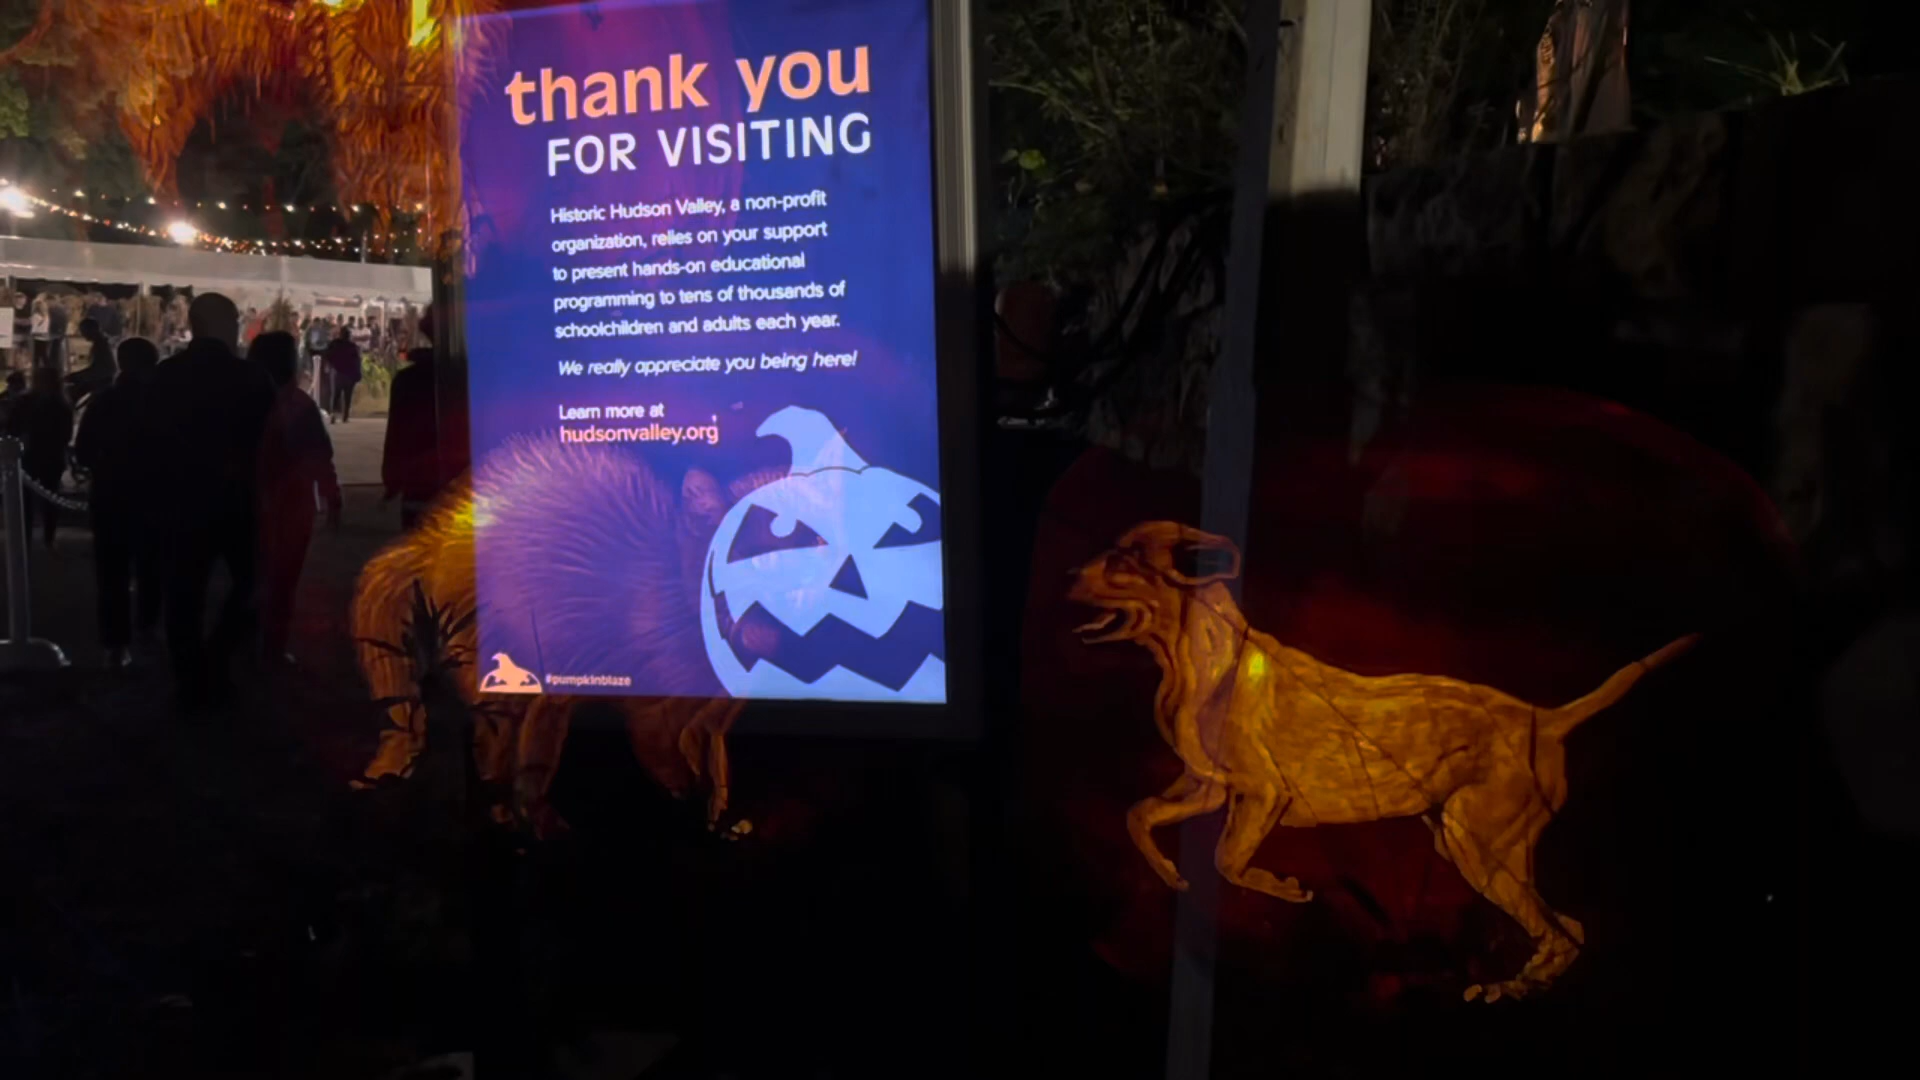 thank you
FOR VISITING
Historic Hudson Valley, a non-profit
organization, relies on your support
to present hands-on educational
programming to tens of thousands of
schoolchildren and adults each year.
We really appreciate you being here!
Learn more at
hudsonvalley.org
#pumpkinblaze